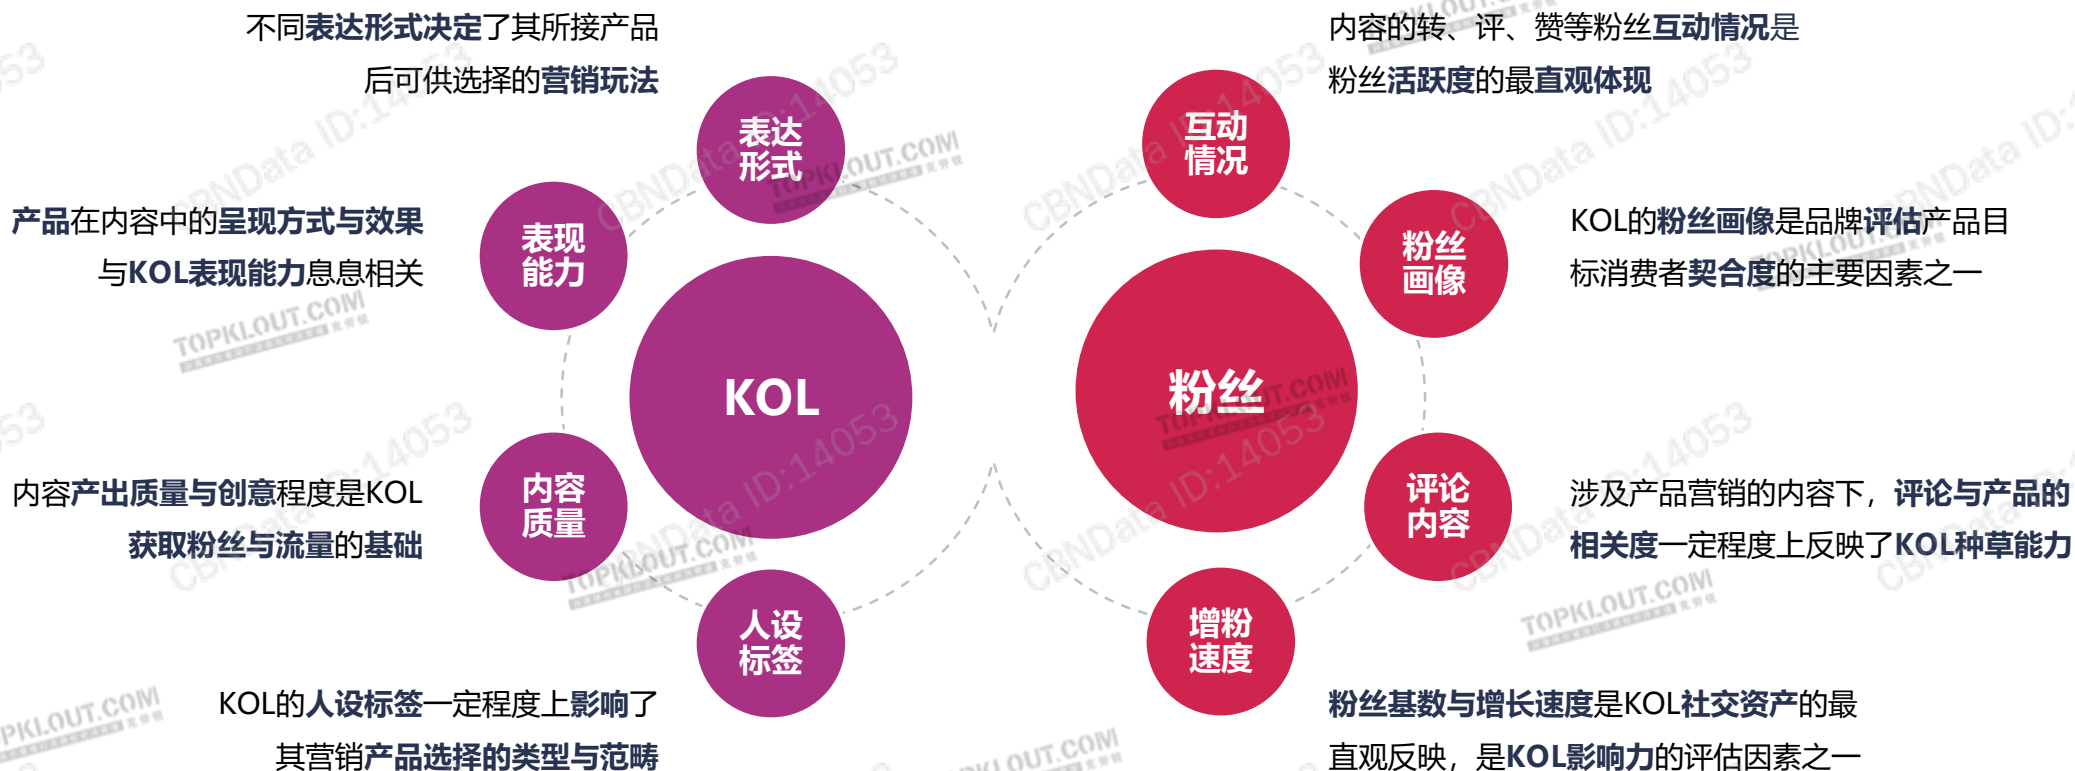 不同表达形式决定了其所接产品
后可供选择的营销玩法
表达
形式
产品在内容中的呈现方式与效果
与KOL表现能力息息相关
表现
能力
KOL
内容产出质量与创意程度是KOL
获取粉丝与流量的基础
内容
质量
人设
标签
KOL的人设标签一定程度上影响了
其营销产品选择的类型与范畴
内容的转、评、赞等粉丝互动情况是
粉丝活跃度的最直观体现
互动
情况
KOL的粉丝画像是品牌评估产品目
标消费者契合度的主要因素之一
粉丝
画像
粉丝
涉及产品营销的内容下，评论与产品的
相关度一定程度上反映了KOL种草能力
评论
内容
增粉
速度
粉丝基数与增长速度是KOL社交资产的最
直观反映，是KOL影响力的评估因素之一
CBNData ID:14053
TOPKLOUT.COM
克劳锐